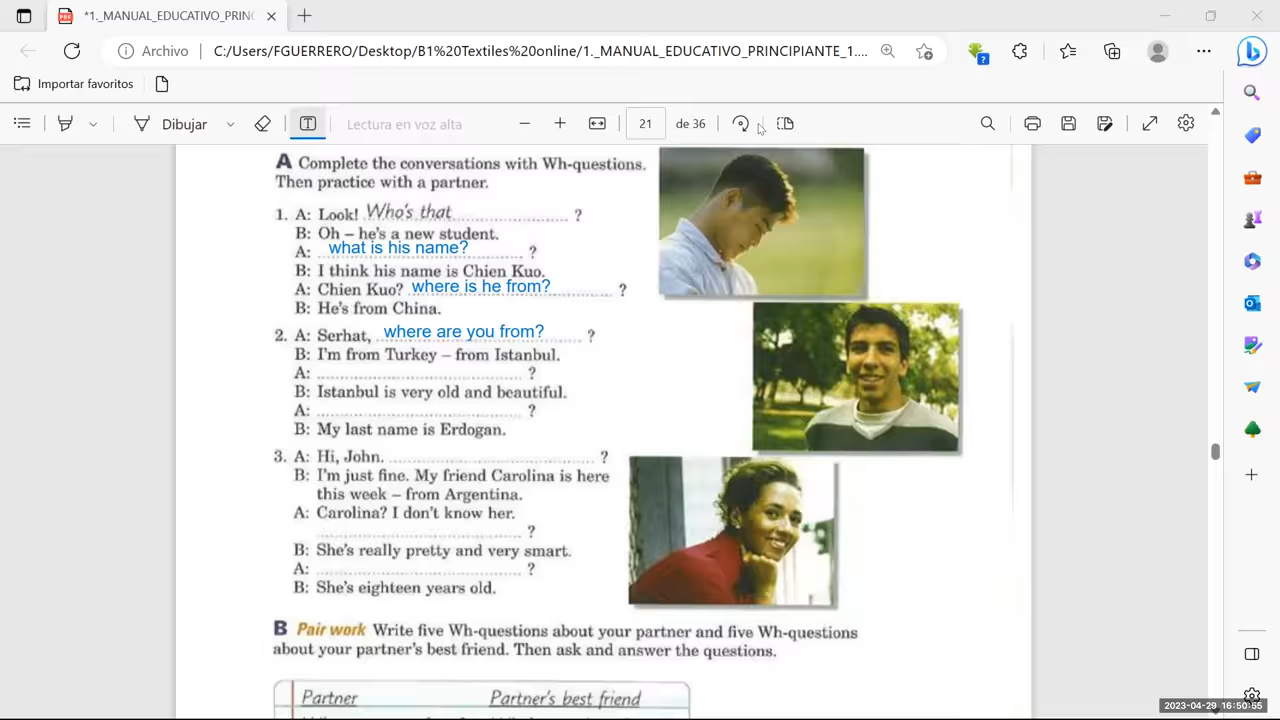 *1._MANUAL_EDUCATIVO_PRINC
Archivo
C:/Users/FGUERRERO/Desktop/B1%20Textiles%20online/1._MANUAL_EDUCATIVO_PRINCIPIANTE_1....
Importar favoritos
Dibujar
Lectura en voz alta
21
de 36
A Complete the conversations with Wh-questions.
Then practice with a partner.
1. A: Look! Who's that ?
B: Oh – he's a new student.
A: what is his name? ?
B: I think his name is Chien Kuo.
A: Chien Kuo? where is he from? ?
B: He's from China.
2. A: Serhat, where are you from? ?
B: I'm from Turkey – from Istanbul.
A: ?
B: Istanbul is very old and beautiful.
A: ?
B: My last name is Erdogan.
3. A: Hi, John. ?
B: I'm just fine. My friend Carolina is here
this week – from Argentina.
A: Carolina? I don't know her.
?
B: She's really pretty and very smart.
A: ?
B: She's eighteen years old.
B Pair work Write five Wh-questions about your partner and five Wh-questions
about your partner's best friend. Then ask and answer the questions.
Partner Partner's best friend
2023-04-29 16:50:55